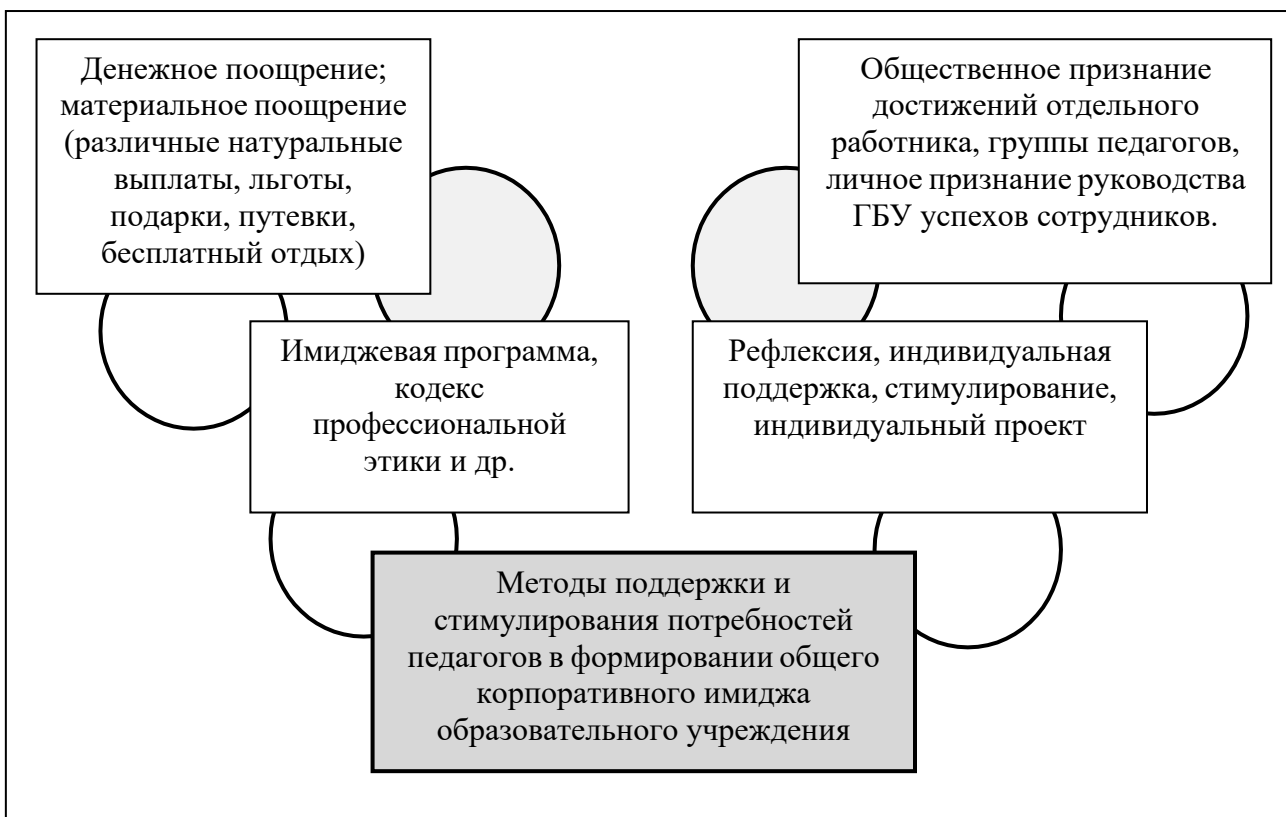 Денежное поощрение;
материальное поощрение
(различные натуральные
выплаты, льготы,
подарки, путевки,
бесплатный отдых)
Общественное признание
достижений отдельного
работника, группы педагогов,
личное признание руководства
ГБУ успехов сотрудников.
Имиджевая программа,
кодекс
профессиональной
этики и др.
Рефлексия, индивидуальная
поддержка, стимулирование,
индивидуальный проект
Методы поддержки и
стимулирования потребностей
педагогов в формировании общего
корпоративного имиджа
образовательного учреждения